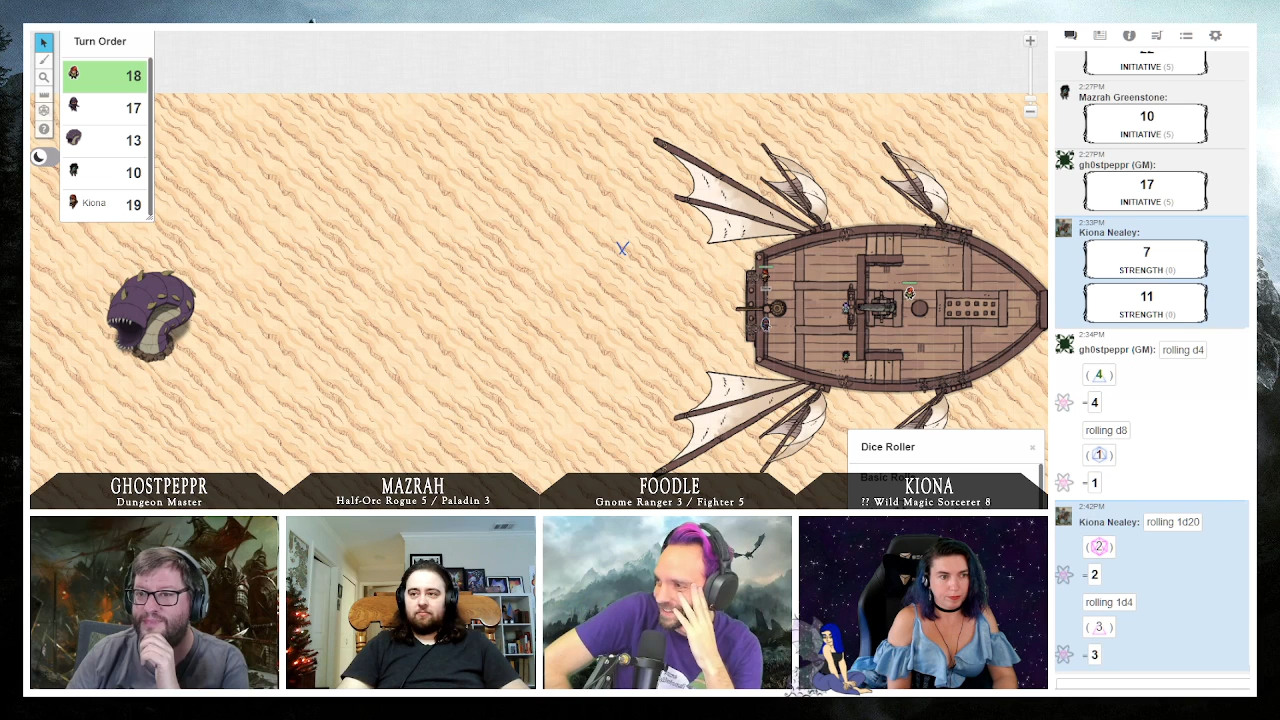 Turn Order
18
17
13
10
Kiona 19
INITIATIVE (5)
2:27PM
Mazrah Greenstone:
10
INITIATIVE (5)
2:27PM
gh0stpeppr (GM):
17
INITIATIVE (5)
2:33PM
Kiona Nealey:
7
STRENGTH (0)
11
STRENGTH (0)
2:34PM
gh0stpeppr (GM): rolling d4
( 4 )
=4
rolling d8
( 1 )
=1
2:42PM
Kiona Nealey: rolling 1d20
( 2 )
=2
rolling 1d4
( 3 )
=3
Dice Roller
Basic
GHOSTPEPPR
Dungeon Master
MAZRAH
Half-Orc Rogue 5 / Paladin 3
FOODLE
Gnome Ranger 3 / Fighter 5
KIONA
?? Wild Magic Sorcerer 8